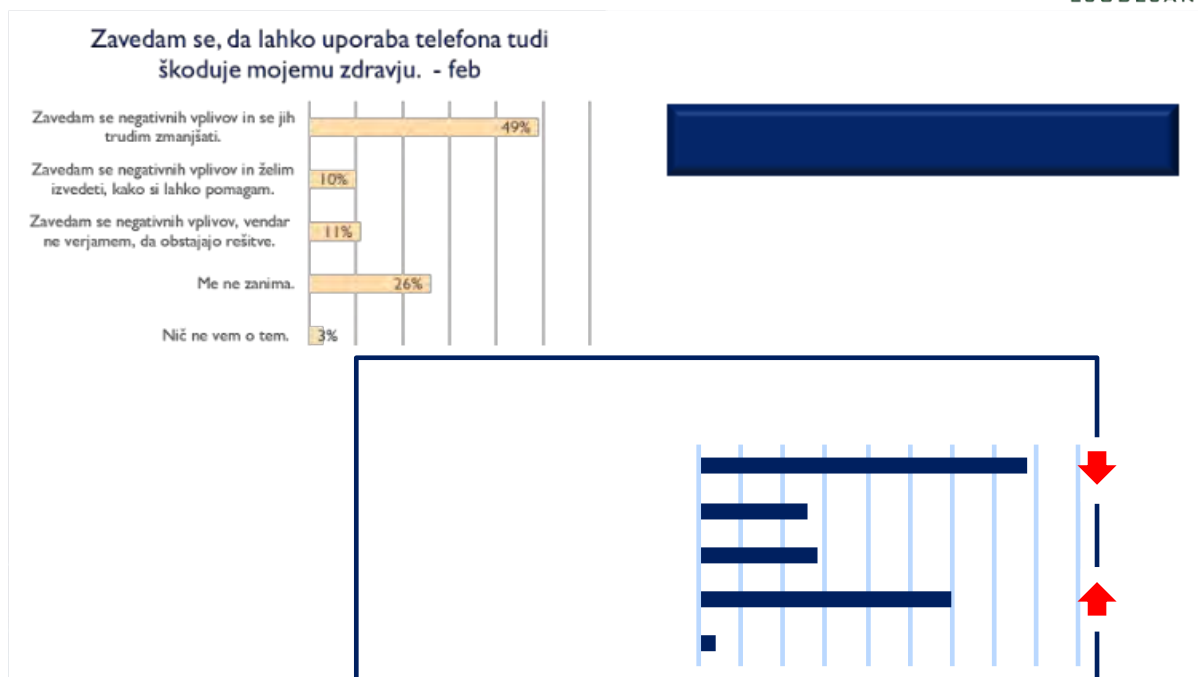 Zavedam se, da lahko uporaba telefona tudi
škoduje mojemu zdravju. - feb
Zavedam se negativnih vplivov in se jih
trudim zmanjšati.
49%
Zavedam se negativnih vplivov in želim
izvedeti, kako si lahko pomagam.
10%
Zavedam se negativnih vplivov, vendar
ne verjamem, da obstajajo rešitve.
11%
Me ne zanima.
26%
Nič ne vem o tem.
3%